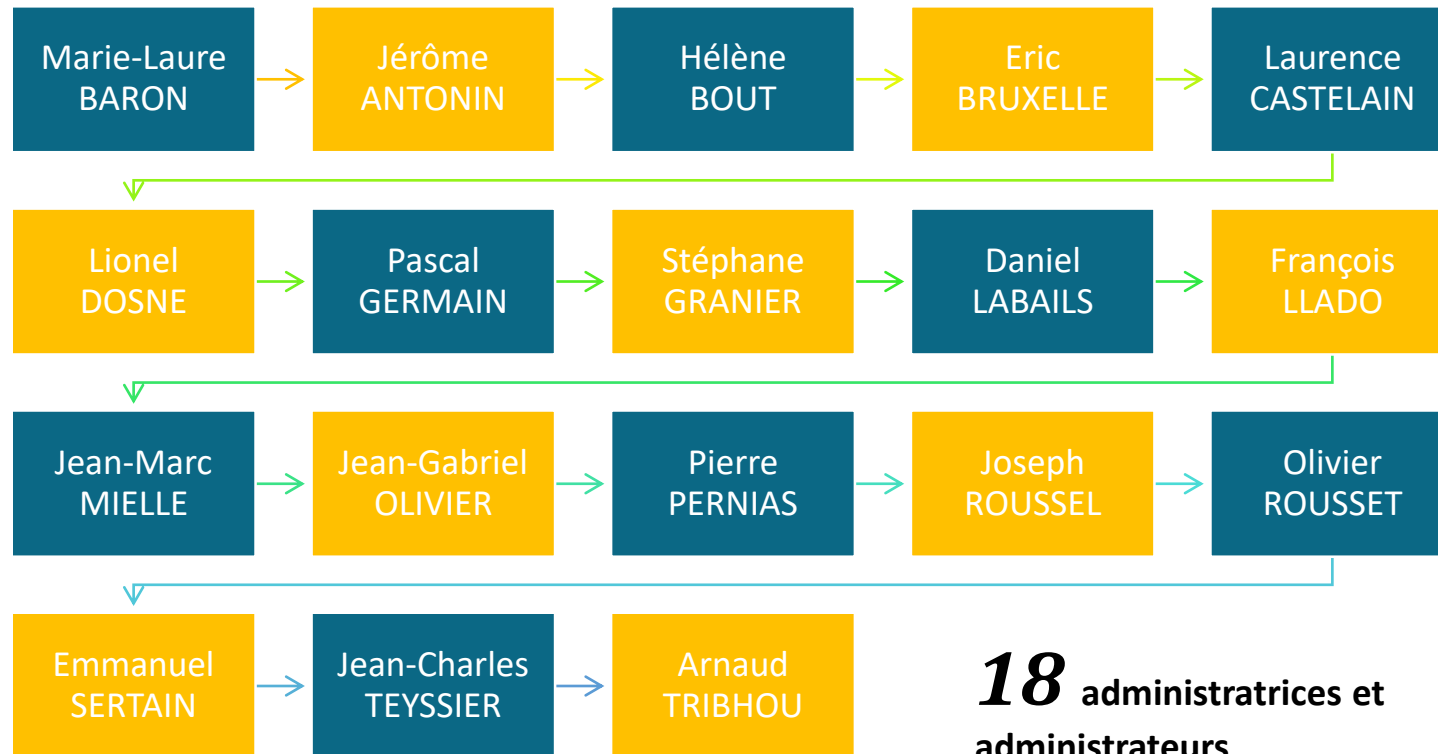 Marie-Laure
BARON
Jérôme
ANTONIN
Hélène
BOUT
Eric
BRUXELLE
Laurence
CASTELAIN
Lionel
DOSNE
Pascal
GERMAIN
Stéphane
GRANIER
Daniel
LABAILS
François
LLADO
Jean-Marc
MIELLE
Jean-Gabriel
OLIVIER
Pierre
PERNIAS
Joseph
ROUSSEL
Olivier
ROUSSET
Emmanuel
SERTAIN
Jean-Charles
TEYSSIER
Arnaud
TRIBHOU
18 administratrices et
administrateurs